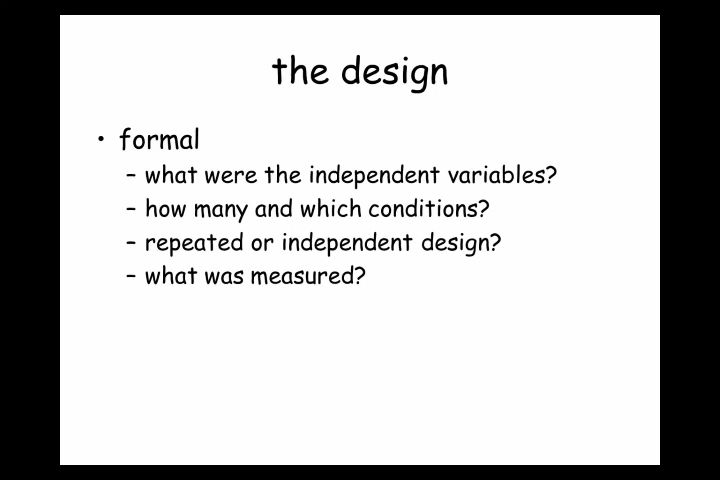 the design
• formal
– what were the independent variables?
– how many and which conditions?
– repeated or independent design?
– what was measured?